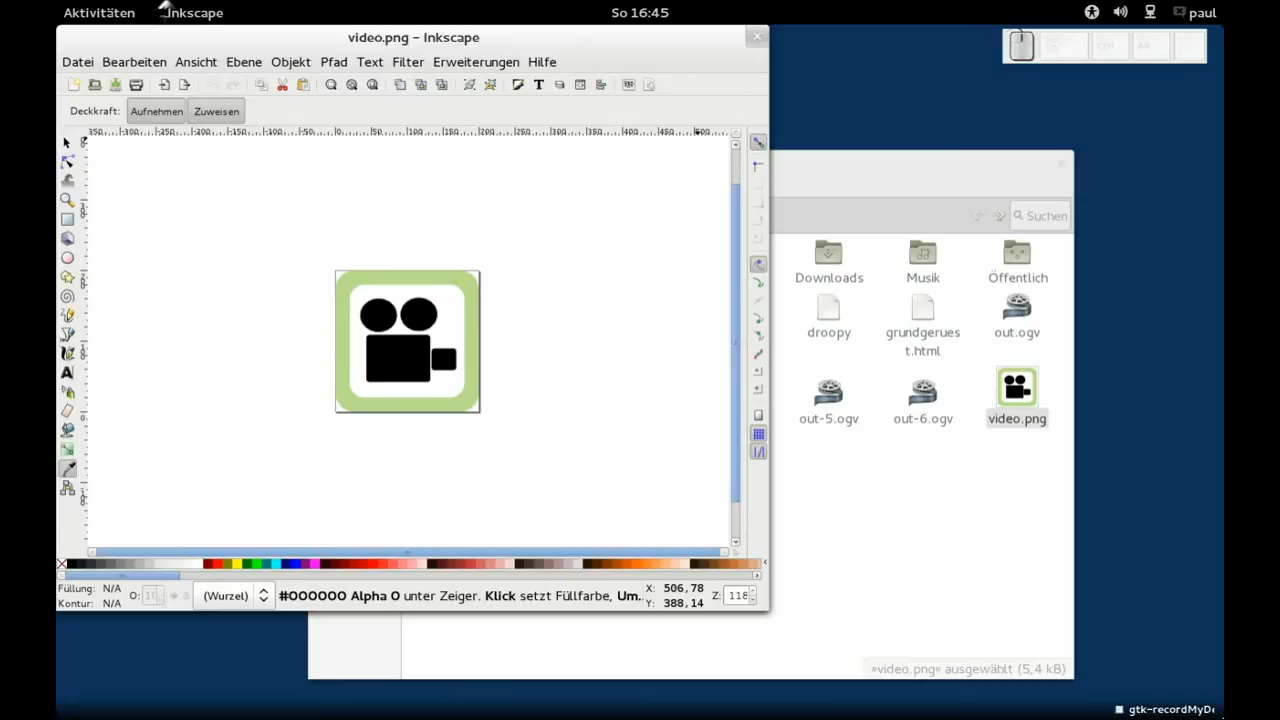 Aktivitäten
Inkscape
So 16:45
paul
video.png – Inkscape
Datei Bearbeiten Ansicht Ebene Objekt Pfad Text Filter Erweiterungen Hilfe
Deckkraft: Aufnehmen Zuweisen
Suchen
Downloads
Musik
Öffentlich
droopy
grundgerues
t.html
out.ogv
out-5.ogv
out-6.ogv
video.png
Füllung: N/A
Kontur: N/A
O:
(Wurzel)
#000000 Alpha 0 unter Zeiger. Klick setzt Füllfarbe, Um..
X: 506,78
Y: 388,14
Z: 118
»video.png« ausgewählt (5,4 kB)
gtk-recordMyDe